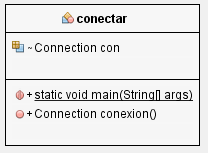 conectar
~ Connection con
+ static void main(String[] args)
+ Connection conexion()